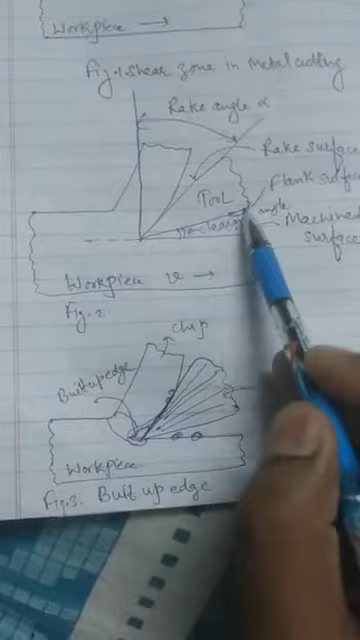 Workpiece
Fig. 1 Shear zone in Metal cutting
Rake angle α
Rake surface
Flank surface
Tool
angle
Machined
surface
Workpiece v
Fig. 2.
chip
Built up edge
Workpiece
Fig. 3. Built up edge